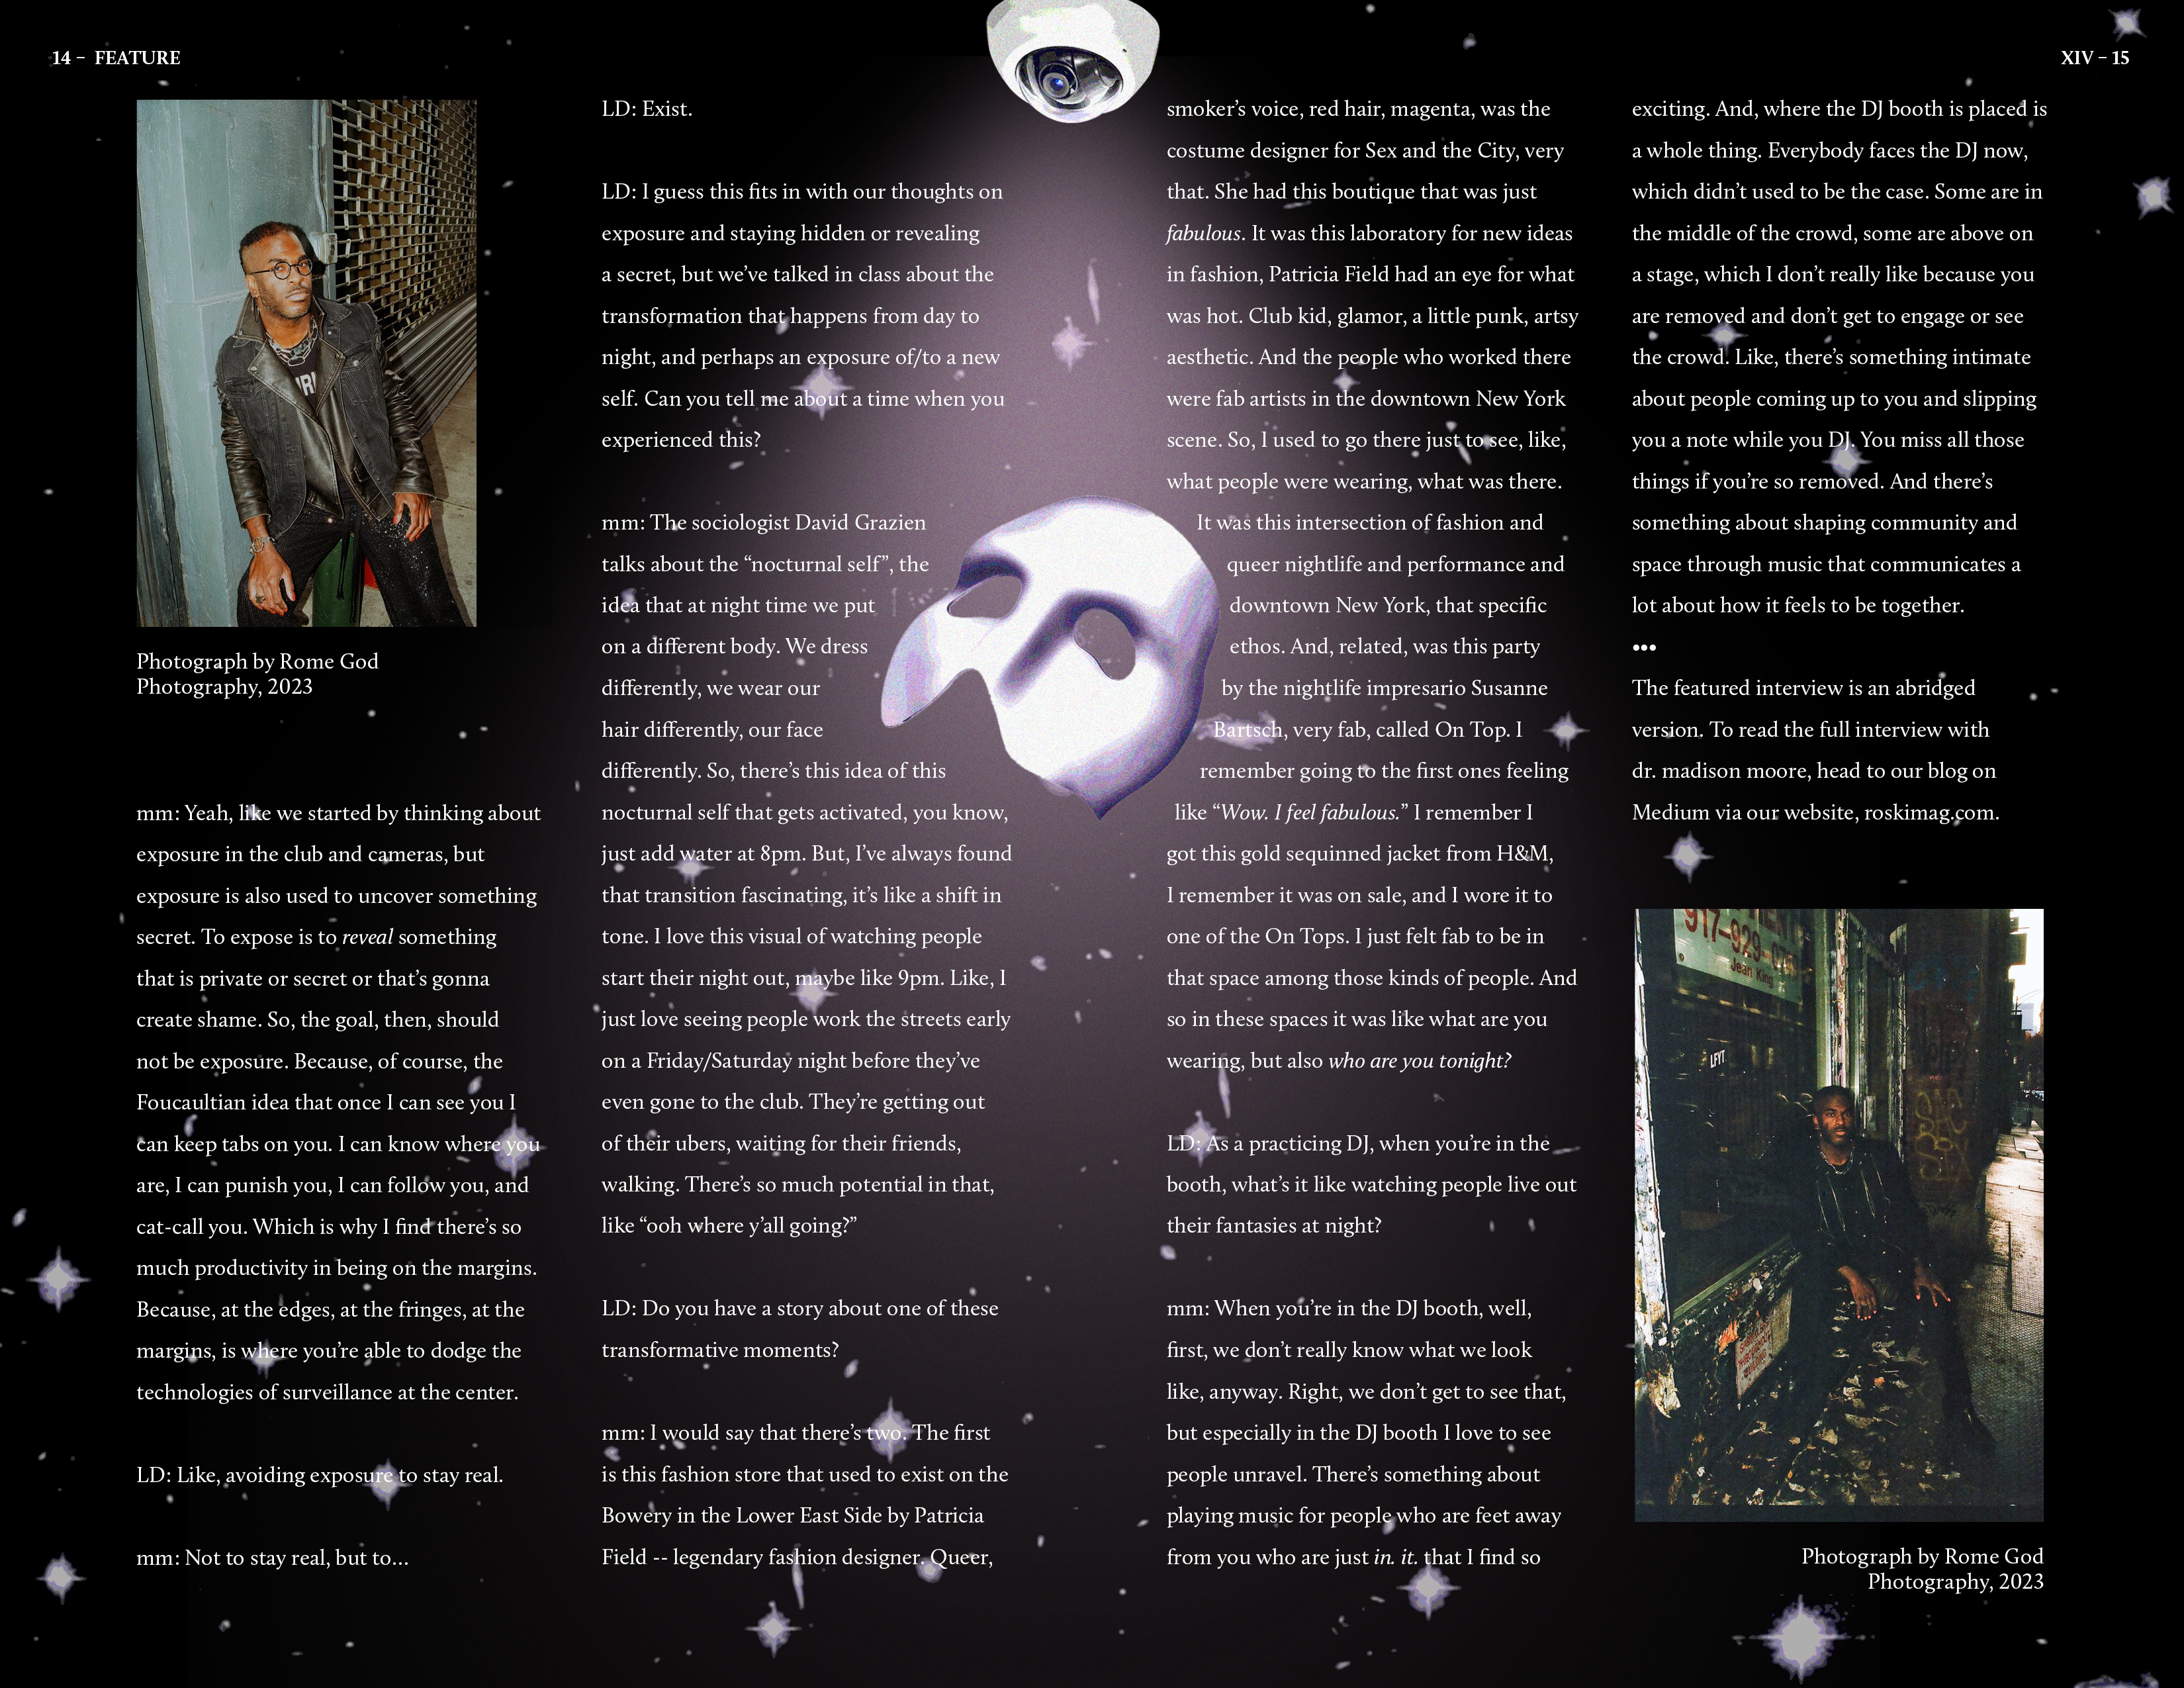 14 – FEATURE
XIV – 15
Photograph by Rome God
Photography, 2023
mm: Yeah, like we started by thinking about
exposure in the club and cameras, but
exposure is also used to uncover something
secret. To expose is to reveal something
that is private or secret or that’s gonna
create shame. So, the goal, then, should
not be exposure. Because, of course, the
Foucaultian idea that once I can see you I
can keep tabs on you. I can know where you
are, I can punish you, I can follow you, and
cat-call you. Which is why I find there’s so
much productivity in being on the margins.
Because, at the edges, at the fringes, at the
margins, is where you’re able to dodge the
technologies of surveillance at the center.
LD: Like, avoiding exposure to stay real.
mm: Not to stay real, but to...
LD: Exist.
LD: I guess this fits in with our thoughts on
exposure and staying hidden or revealing
a secret, but we’ve talked in class about the
transformation that happens from day to
night, and perhaps an exposure of/to a new
self. Can you tell me about a time when you
experienced this?
mm: The sociologist David Grazien
talks about the “nocturnal self”, the
idea that at night time we put
on a different body. We dress
differently, we wear our
hair differently, our face
differently. So, there’s this idea of this
nocturnal self that gets activated, you know,
just add water at 8pm. But, I’ve always found
that transition fascinating, it’s like a shift in
tone. I love this visual of watching people
start their night out, maybe like 9pm. Like, I
just love seeing people work the streets early
on a Friday/Saturday night before they’ve
even gone to the club. They’re getting out
of their ubers, waiting for their friends,
walking. There’s so much potential in that,
like “ooh where y’all going?”
LD: Do you have a story about one of these
transformative moments?
mm: I would say that there’s two. The first
is this fashion store that used to exist on the
Bowery in the Lower East Side by Patricia
Field -- legendary fashion designer. Queer,
smoker’s voice, red hair, magenta, was the
costume designer for Sex and the City, very
that. She had this boutique that was just
fabulous. It was this laboratory for new ideas
in fashion, Patricia Field had an eye for what
was hot. Club kid, glamor, a little punk, artsy
aesthetic. And the people who worked there
were fab artists in the downtown New York
scene. So, I used to go there just to see, like,
what people were wearing, what was there.
It was this intersection of fashion and
queer nightlife and performance and
downtown New York, that specific
ethos. And, related, was this party
by the nightlife impresario Susanne
Bartsch, very fab, called On Top. I
remember going to the first ones feeling
like “Wow. I feel fabulous.” I remember I
got this gold sequinned jacket from H&M,
I remember it was on sale, and I wore it to
one of the On Tops. I just felt fab to be in
that space among those kinds of people. And
so in these spaces it was like what are you
wearing, but also who are you tonight?
LD: As a practicing DJ, when you’re in the
booth, what’s it like watching people live out
their fantasies at night?
mm: When you’re in the DJ booth, well,
first, we don’t really know what we look
like, anyway. Right, we don’t get to see that,
but especially in the DJ booth I love to see
people unravel. There’s something about
playing music for people who are feet away
from you who are just in. it. that I find so
exciting. And, where the DJ booth is placed is
a whole thing. Everybody faces the DJ now,
which didn’t used to be the case. Some are in
the middle of the crowd, some are above on
a stage, which I don’t really like because you
are removed and don’t get to engage or see
the crowd. Like, there’s something intimate
about people coming up to you and slipping
you a note while you DJ. You miss all those
things if you’re so removed. And there’s
something about shaping community and
space through music that communicates a
lot about how it feels to be together.
•••
The featured interview is an abridged
version. To read the full interview with
dr. madison moore, head to our blog on
Medium via our website, roskimag.com.
Jean King
LFYT
Photograph by Rome God
Photography, 2023